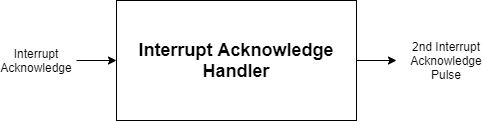 Interrupt
Acknowledge
Interrupt Acknowledge
Handler
2nd Interrupt
Acknowledge
Pulse